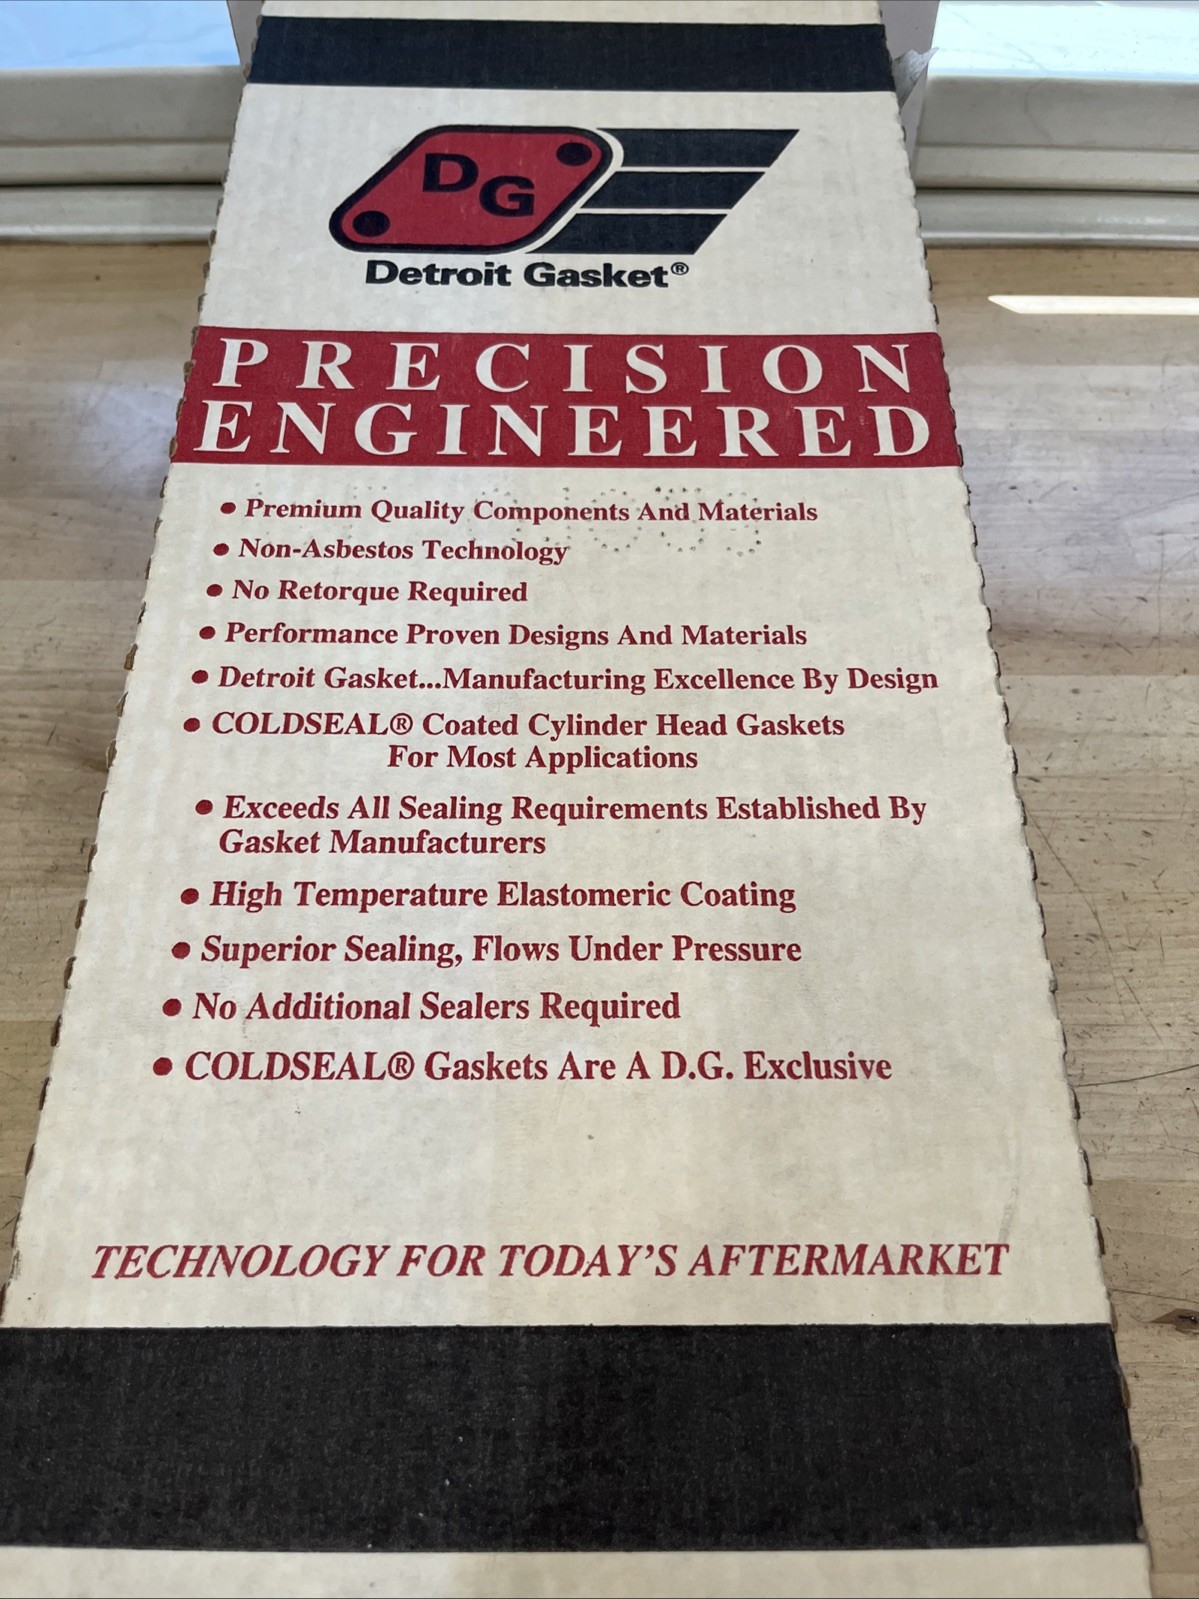 DG
Detroit Gasket®
PRECISION
ENGINEERED
• Premium Quality Components And Materials
• Non-Asbestos Technology
• No Retorque Required
• Performance Proven Designs And Materials
• Detroit Gasket...Manufacturing Excellence By Design
• COLDSEAL® Coated Cylinder Head Gaskets
For Most Applications
• Exceeds All Sealing Requirements Established By
Gasket Manufacturers
• High Temperature Elastomeric Coating
• Superior Sealing, Flows Under Pressure
• No Additional Sealers Required
• COLDSEAL® Gaskets Are A D.G. Exclusive
TECHNOLOGY FOR TODAY'S AFTERMARKET